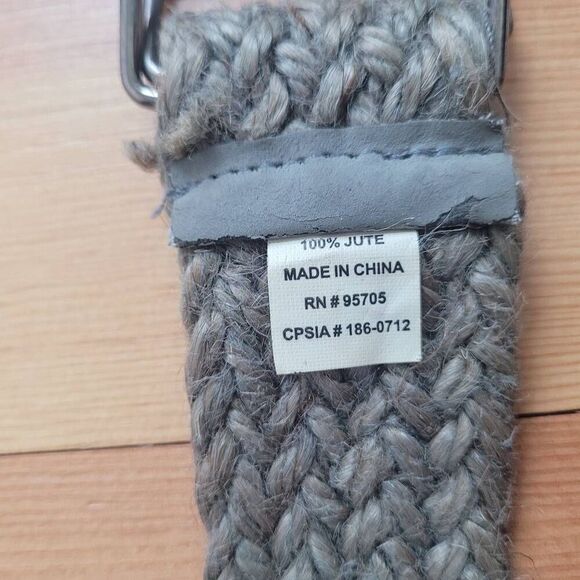 100% JUTE
MADE IN CHINA
RN # 95705
CPSIA # 186-0712